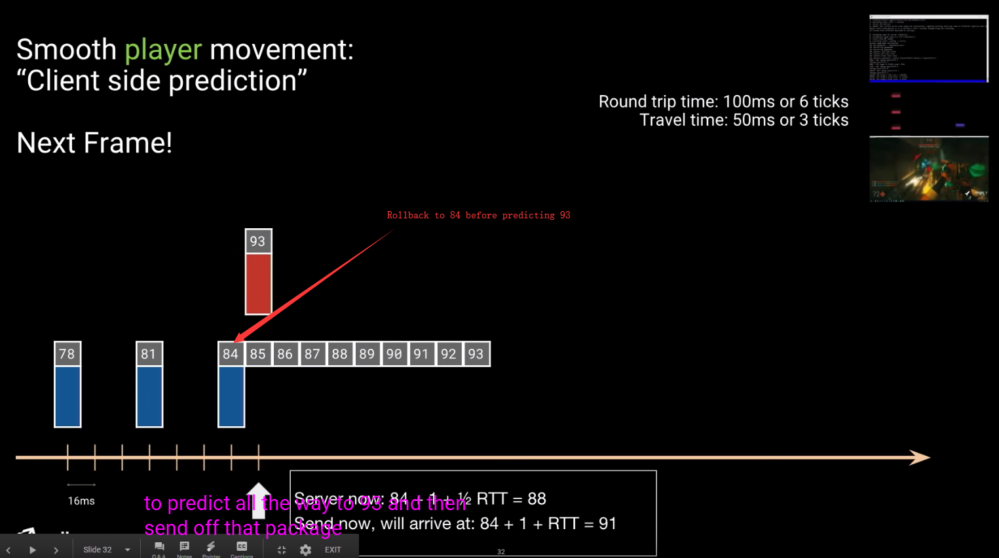 Smooth player movement:
“Client side prediction”
Next Frame!
Round trip time: 100ms or 6 ticks
Travel time: 50ms or 3 ticks
Rollback to 84 before predicting 93
93
78
81
84 85 86 87 88 89 90 91 92 93
16ms
Server now: 84 + 1 + ½ RTT = 88
Send now, will arrive at: 84 + 1 + RTT = 91
to predict all the way to 93 and then
send off that package
72
Slide 32
Q & A
Notes
Pointer
Captions
EXIT
32